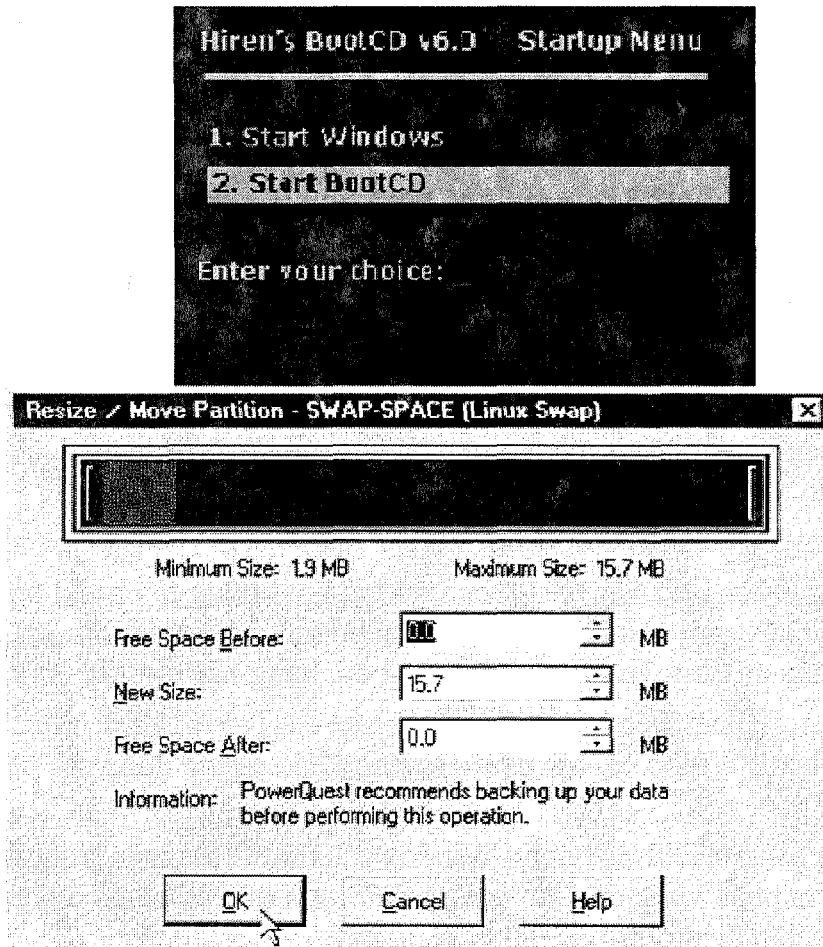 Hiren's BootCD v6.0 Startup Menu
1. Start Windows
2. Start BootCD
Enter your choice:
Resize / Move Partition - SWAP-SPACE (Linux Swap)
Minimum Size: 1.9 MB Maximum Size: 15.7 MB
Free Space Before: 0.0 MB
New Size: 15.7 MB
Free Space After: 0.0 MB
Information: PowerQuest recommends backing up your data
before performing this operation.
OK Cancel Help